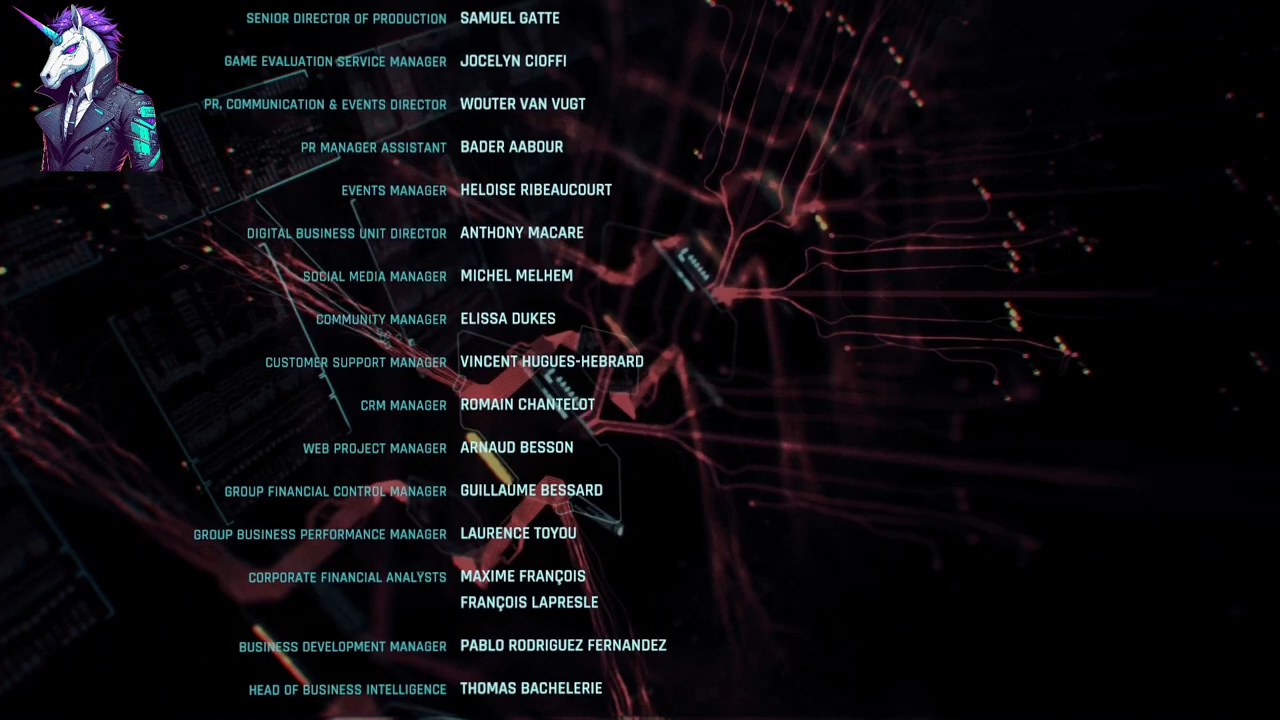 SENIOR DIRECTOR OF PRODUCTION SAMUEL GATTE
GAME EVALUATION SERVICE MANAGER JOCELYN CIOFFI
PR, COMMUNICATION & EVENTS DIRECTOR WOUTER VAN VUGT
PR MANAGER ASSISTANT BADER AABOUR
EVENTS MANAGER HELOISE RIBEAUCOURT
DIGITAL BUSINESS UNIT DIRECTOR ANTHONY MACARE
SOCIAL MEDIA MANAGER MICHEL MELHEM
COMMUNITY MANAGER ELISSA DUKES
CUSTOMER SUPPORT MANAGER VINCENT HUGUES-HEBRARD
CRM MANAGER ROMAIN CHANTELOT
WEB PROJECT MANAGER ARNAUD BESSON
GROUP FINANCIAL CONTROL MANAGER GUILLAUME BESSARD
GROUP BUSINESS PERFORMANCE MANAGER LAURENCE TOYOU
CORPORATE FINANCIAL ANALYSTS MAXIME FRANÇOIS
FRANÇOIS LAPRESLE
BUSINESS DEVELOPMENT MANAGER PABLO RODRIGUEZ FERNANDEZ
HEAD OF BUSINESS INTELLIGENCE THOMAS BACHELERIE